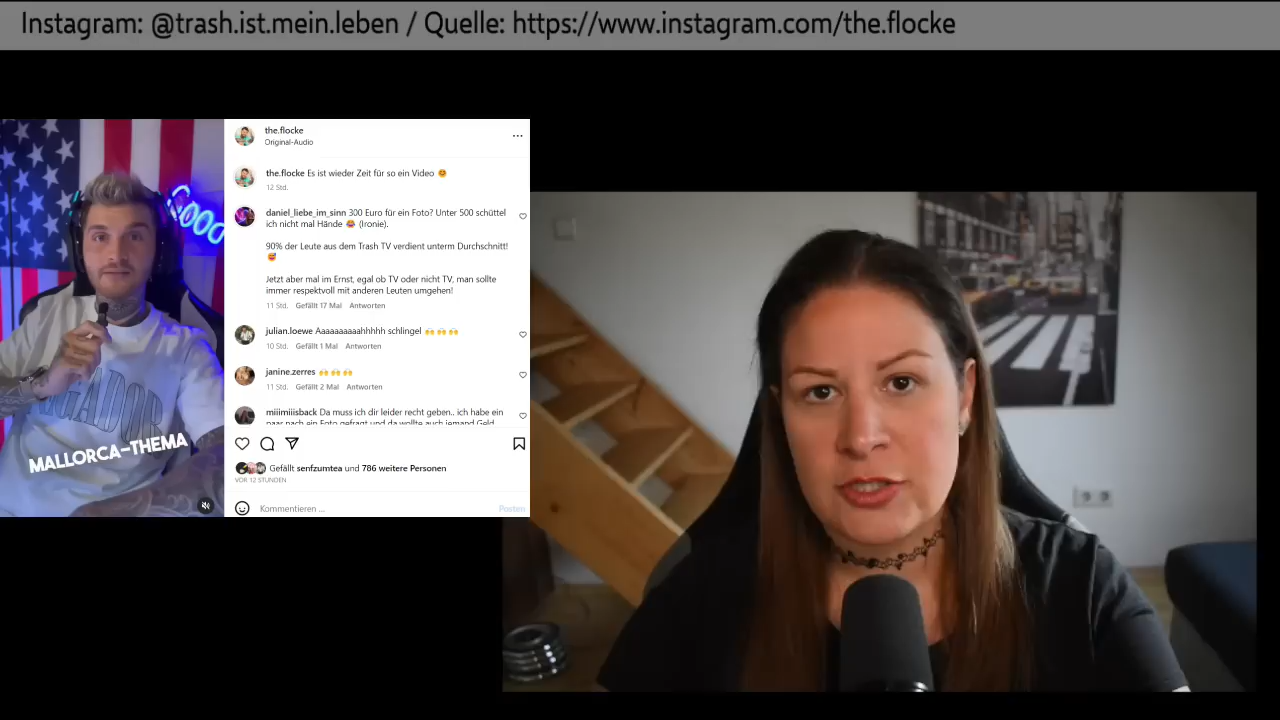 Instagram: @trash.ist.mein.leben / Quelle: https://www.instagram.com/the.flocke
the.flocke
Original-Audio
the.flocke Es ist wieder Zeit für so ein Video 😊
12 Std.
daniel_liebe_im_sinn 300 Euro für ein Foto? Unter 500 schüttel
ich nicht mal Hände 😂 (Ironie).
90% der Leute aus dem Trash TV verdient unterm Durchschnitt!
🥳
Jetzt aber mal im Ernst, egal ob TV oder nicht TV, man sollte
immer respektvoll mit anderen Leuten umgehen!
11 Std. Gefällt 17 Mal Antworten
julian.loewe Aaaaaaaaaahhhhh schlingel 🙌🙌🙌
10 Std. Gefällt 1 Mal Antworten
janine.zerres 🙌🙌🙌
11 Std. Gefällt 2 Mal Antworten
miiimiiisback Da muss ich dir leider recht geben.. ich habe ein
paar nach ein Foto gefragt und da wollte auch jemand Geld
MALLORCA-THEMA
Gefällt senfzumtea und 786 weitere Personen
VOR 12 STUNDEN
Kommentieren ...
Posten